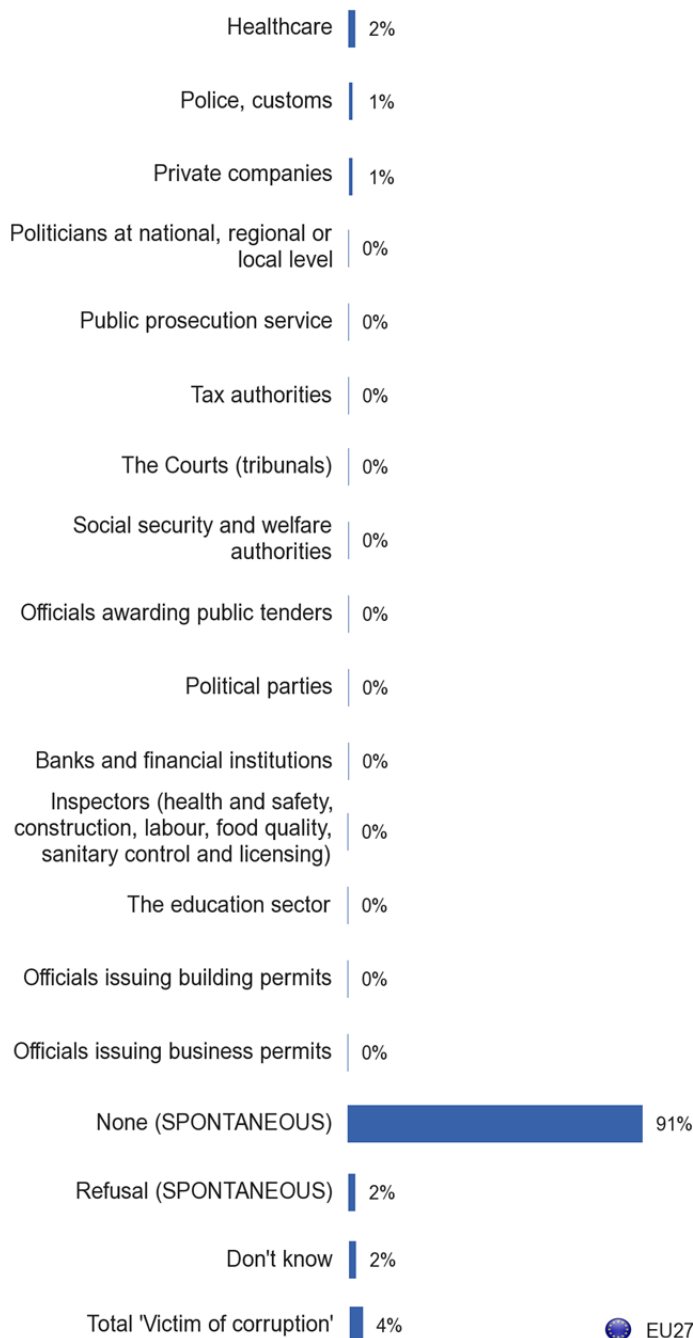 Healthcare 2%
Police, customs 1%
Private companies 1%
Politicians at national, regional or
local level 0%
Public prosecution service 0%
Tax authorities 0%
The Courts (tribunals) 0%
Social security and welfare
authorities 0%
Officials awarding public tenders 0%
Political parties 0%
Banks and financial institutions 0%
Inspectors (health and safety,
construction, labour, food quality, 0%
sanitary control and licensing)
The education sector 0%
Officials issuing building permits 0%
Officials issuing business permits 0%
None (SPONTANEOUS) 91%
Refusal (SPONTANEOUS) 2%
Don't know 2%
Total 'Victim of corruption' 4%
EU27